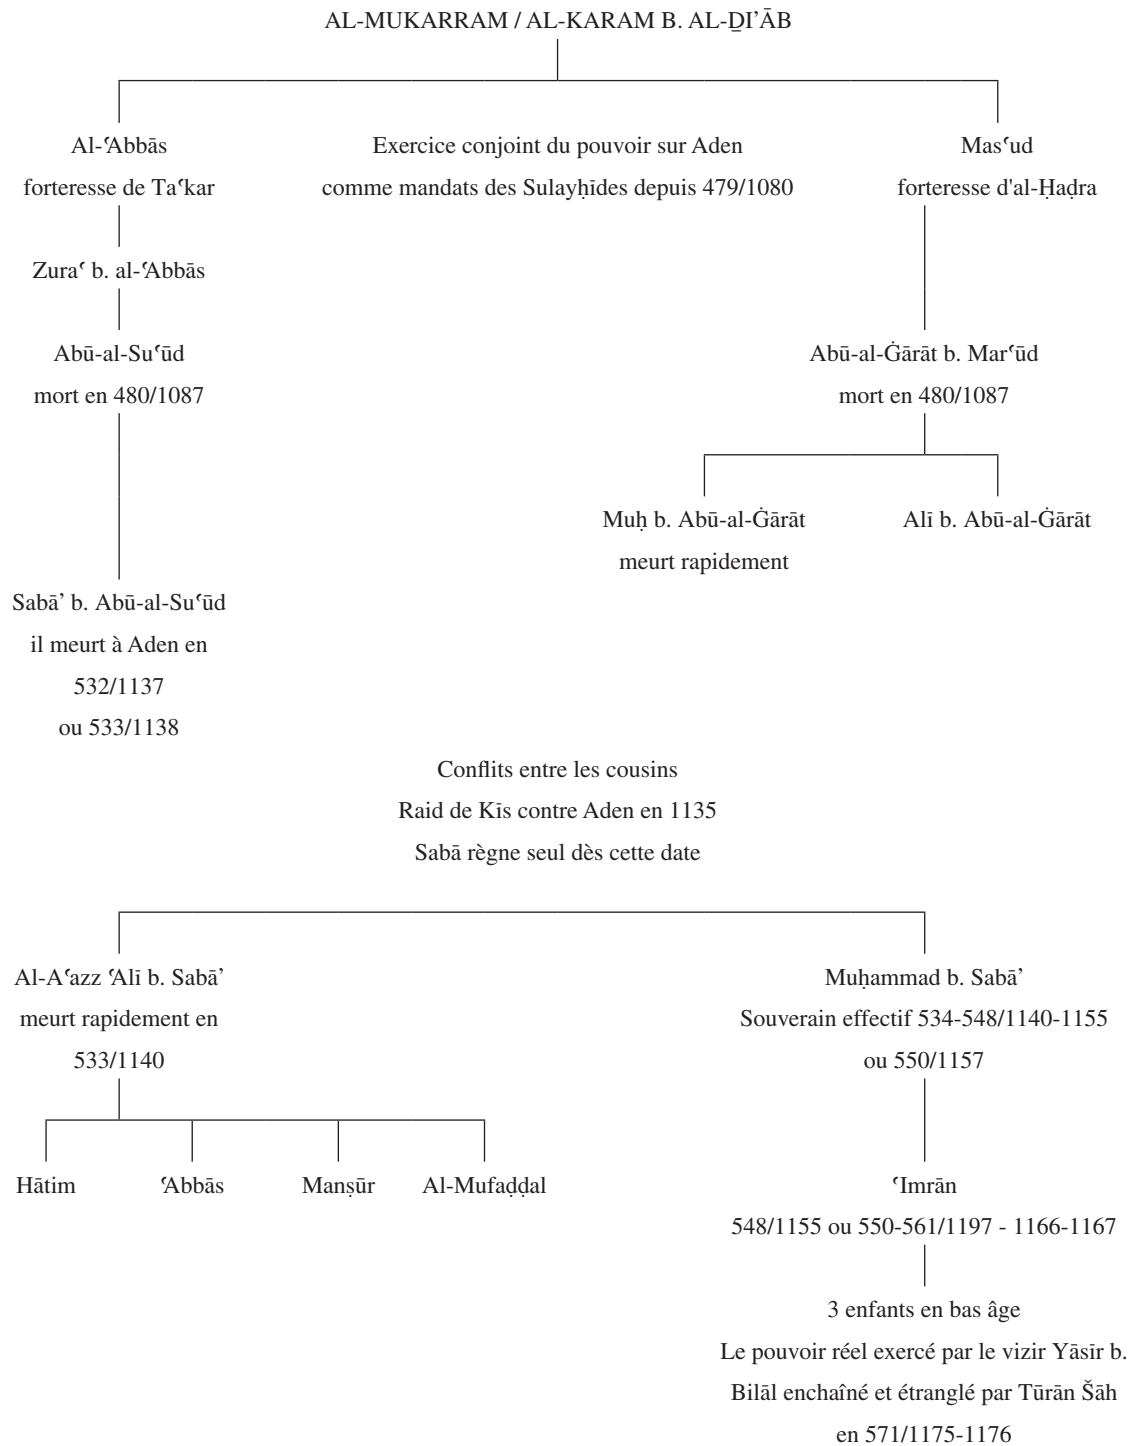 AL-MUKARRAM / AL-KARAM B. AL-ḎI’ĀB
Al-ʿAbbās
forteresse de Taʿkar
Exercice conjoint du pouvoir sur Aden
comme mandats des Sulayḥīdes depuis 479/1080
Masʿud
forteresse d'al-Ḥaḍra
Zuraʿ b. al-ʿAbbās
Abū-al-Suʿūd
mort en 480/1087
Abū-al-Ġārāt b. Marʿūd
mort en 480/1087
Muḥ b. Abū-al-Ġārāt
meurt rapidement
Alī b. Abū-al-Ġārāt
Sabā’ b. Abū-al-Suʿūd
il meurt à Aden en
532/1137
ou 533/1138
Conflits entre les cousins
Raid de Kīs contre Aden en 1135
Sabā règne seul dès cette date
Al-Aʿazz ʿAlī b. Sabā’
meurt rapidement en
533/1140
Muḥammad b. Sabā’
Souverain effectif 534-548/1140-1155
ou 550/1157
Hātim
ʿAbbās
Manṣūr
Al-Mufaḍḍal
ʿImrān
548/1155 ou 550-561/1197 - 1166-1167
3 enfants en bas âge
Le pouvoir réel exercé par le vizir Yāsīr b.
Bilāl enchaîné et étranglé par Tūrān Šāh
en 571/1175-1176